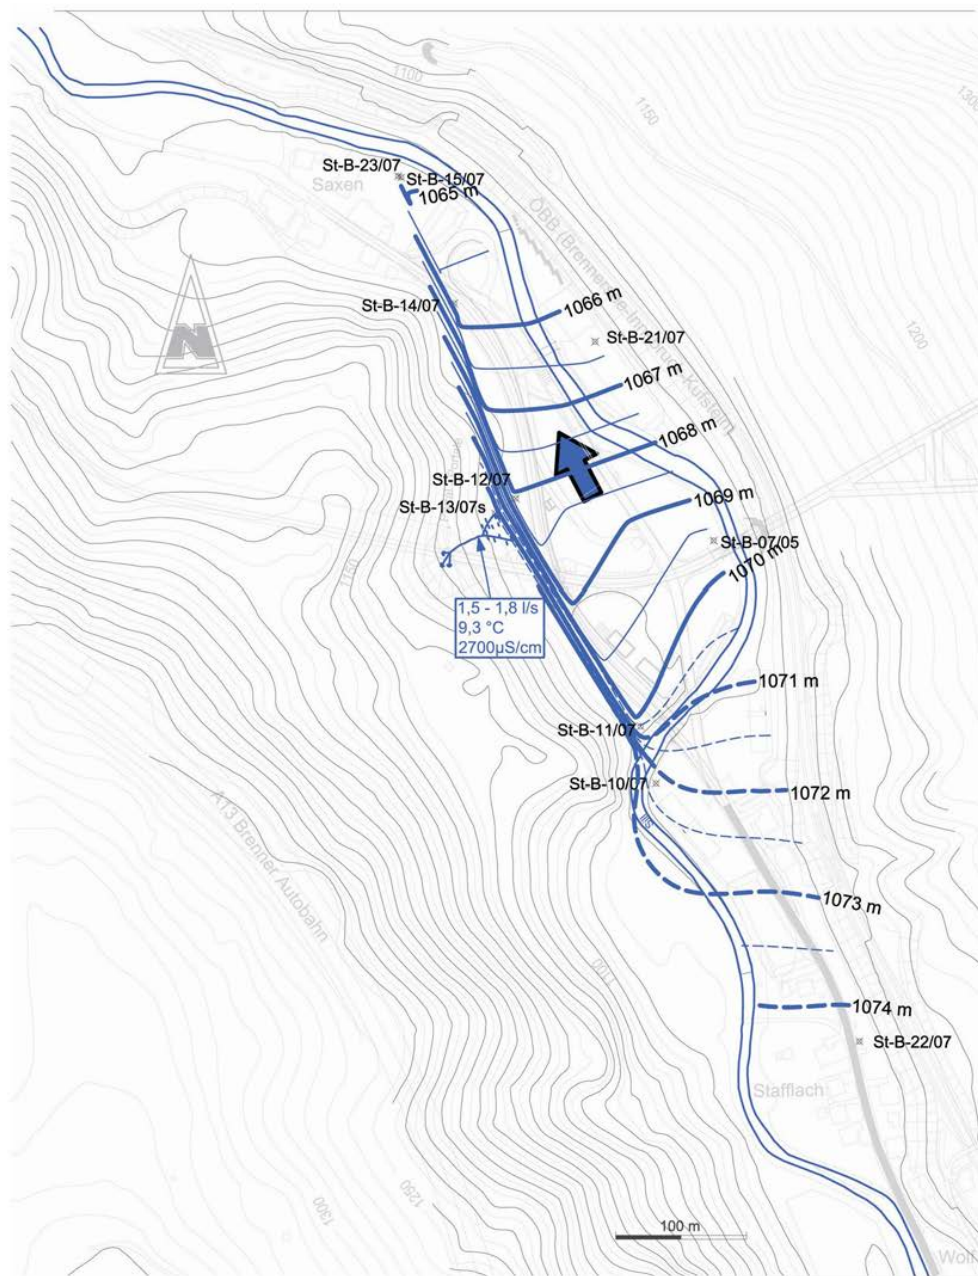 1100
1150
St-B-23/07
St-B-15/07
Saxen
1065 m
ÖBB (Brenner-Innsbruck-Kufstein)
1200
St-B-14/07
1066 m
St-B-21/07
N
1067 m
1068 m
St-B-12/07
1069 m
St-B-13/07s
St-B-07/05
1070 m
1150
1,5 - 1,8 l/s
9,3 °C
2700µS/cm
1071 m
St-B-11/07
St-B-10/07
1072 m
A13 Brenner Autobahn
1073 m
1100
1074 m
St-B-22/07
Stafflach
1250
1300
100 m
Wolf